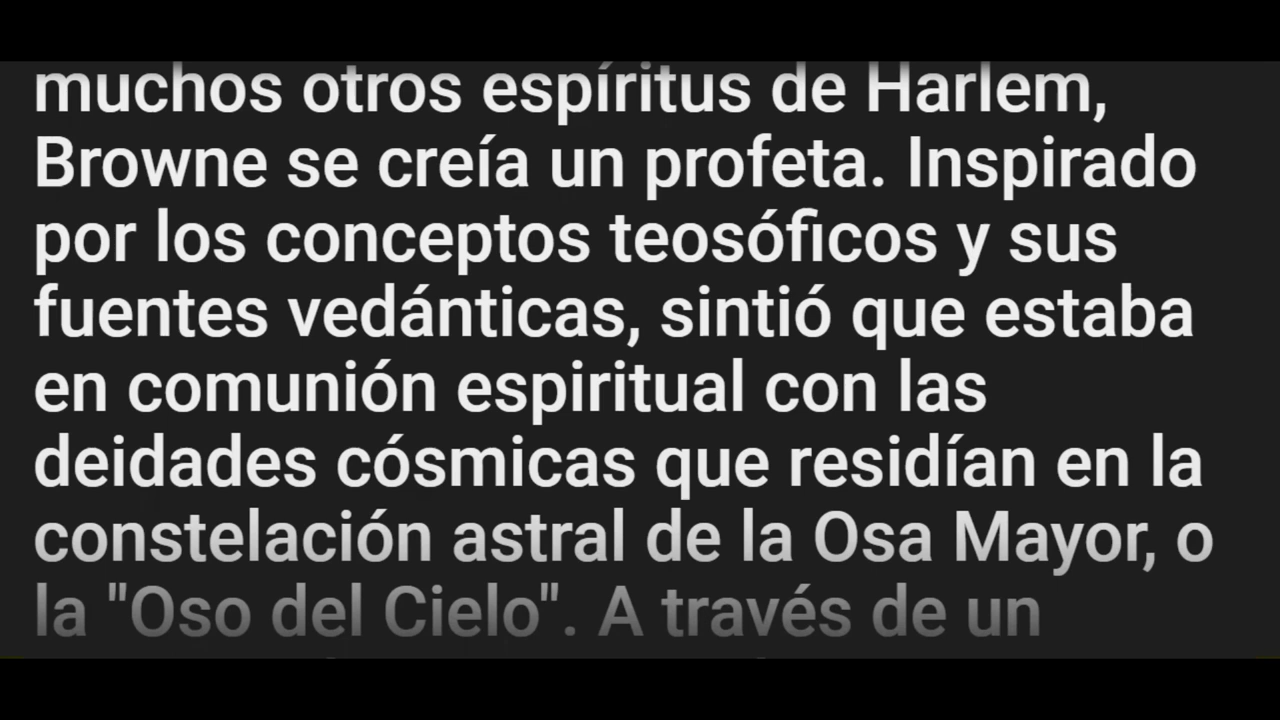 muchos otros espíritus de Harlem,
Browne se creía un profeta. Inspirado
por los conceptos teosóficos y sus
fuentes vedánticas, sintió que estaba
en comunión espiritual con las
deidades cósmicas que residían en la
constelación astral de la Osa Mayor, o
la "Oso del Cielo". A través de un